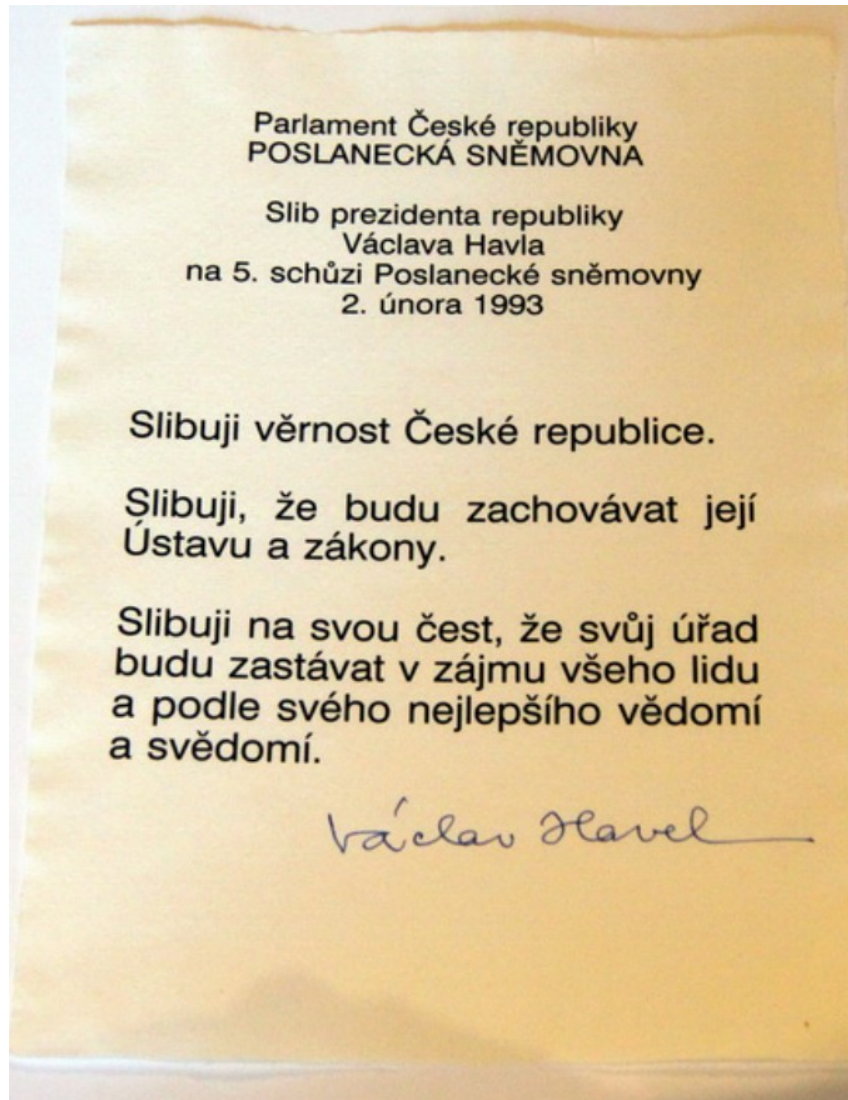 Parlament České republiky
POSLANECKÁ SNĚMOVNA
Slib prezidenta republiky
Václava Havla
na 5. schůzi Poslanecké sněmovny
2. února 1993
Slibuji věrnost České republice.
Slibuji, že budu zachovávat její
Ústavu a zákony.
Slibuji na svou čest, že svůj úřad
budu zastávat v zájmu všeho lidu
a podle svého nejlepšího vědomí
a svědomí.
Václav Havel